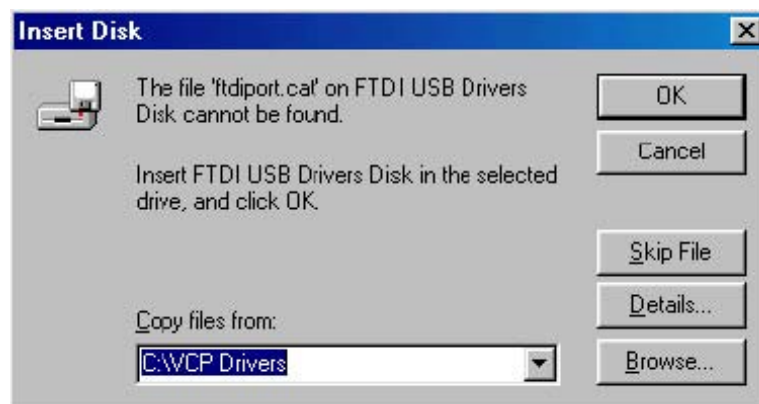 Insert Disk
The file 'ftdiport.cat' on FTDI USB Drivers
Disk cannot be found.
Insert FTDI USB Drivers Disk in the selected
drive, and click OK.
Copy files from:
C:\VCP Drivers
OK
Cancel
Skip File
Details...
Browse...